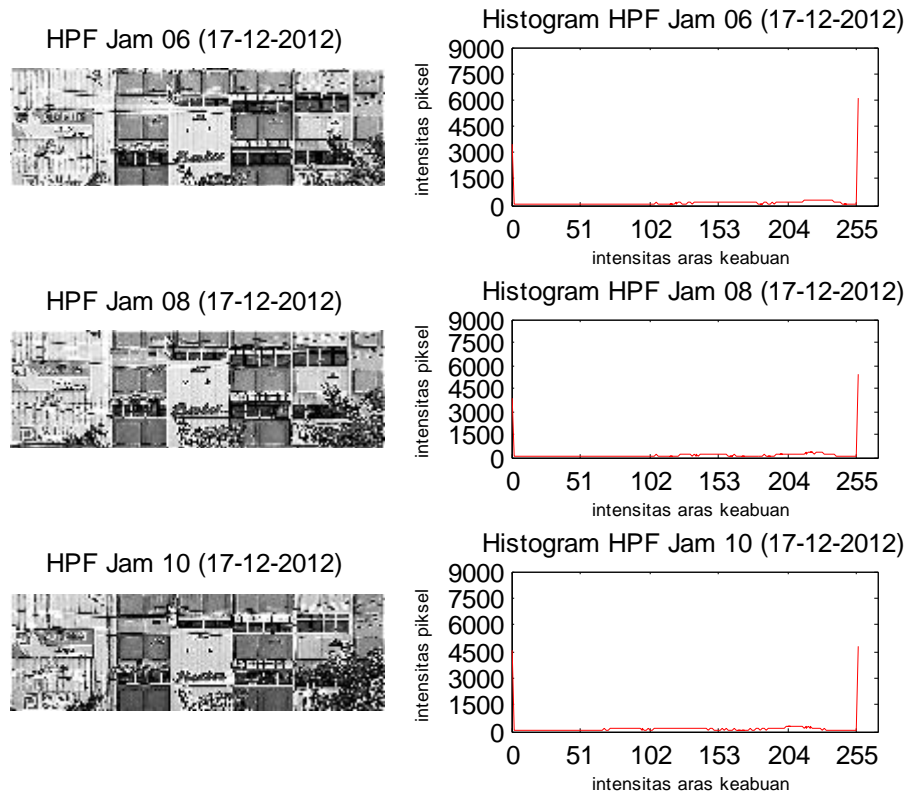 HPF Jam 06 (17-12-2012)
Histogram HPF Jam 06 (17-12-2012)
intensitas piksel
9000
7500
6000
4500
3000
1500
0
0 51 102 153 204 255
intensitas aras keabuan
HPF Jam 08 (17-12-2012)
Histogram HPF Jam 08 (17-12-2012)
intensitas piksel
9000
7500
6000
4500
3000
1500
0
0 51 102 153 204 255
intensitas aras keabuan
HPF Jam 10 (17-12-2012)
Histogram HPF Jam 10 (17-12-2012)
intensitas piksel
9000
7500
6000
4500
3000
1500
0
0 51 102 153 204 255
intensitas aras keabuan